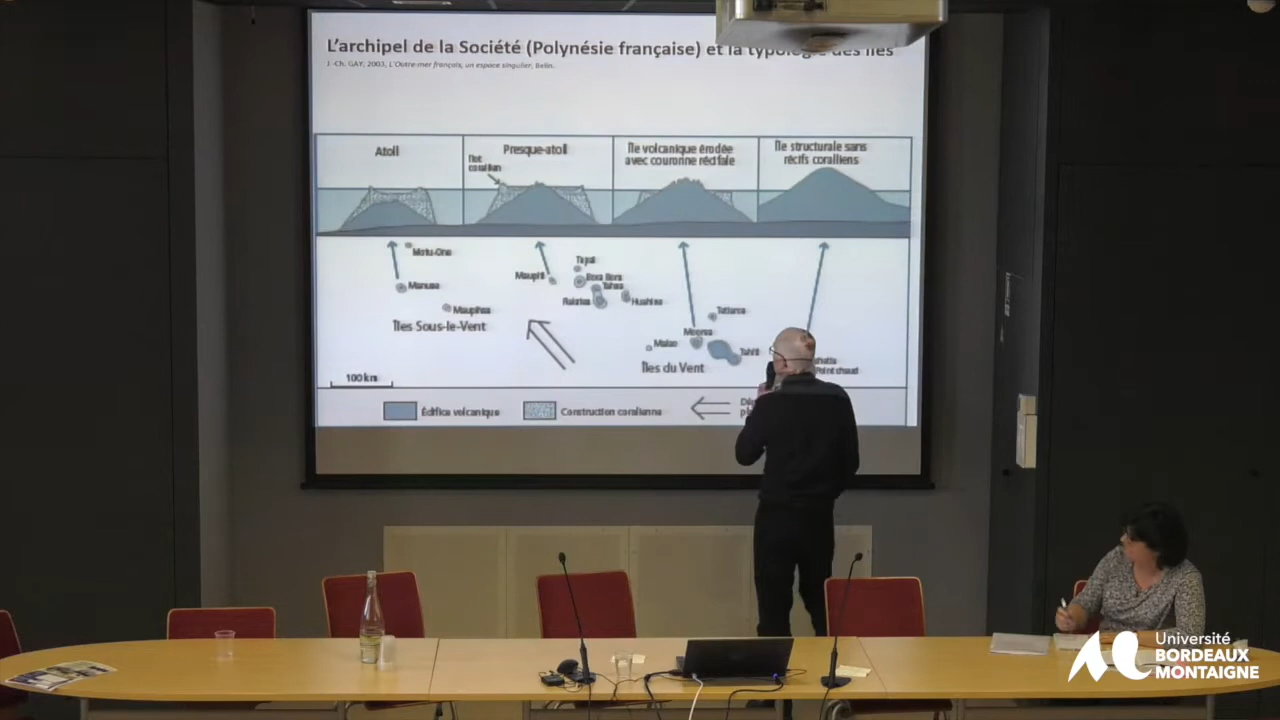 L'archipel de la Société (Polynésie française) et la typologie des îles
J.-Ch. GAY, 2003, L'Outre-mer français, un espace singulier, Belin.
Atoll
Presque-atoll
Île volcanique érodée
avec couronne récifale
Île structurale sans
récifs coralliens
Îlot
corallien
Motu-One
Manuae
Maupihaa
Îles Sous-le-Vent
Maupiti
Tupai
Bora Bora
Tahaa
Raiatea
Huahine
Tetiaroa
Moorea
Maiao
Tahiti
Îles du Vent
Point chaud
100 km
Édifice volcanique
Construction corallienne
Université
BORDEAUX
MONTAIGNE